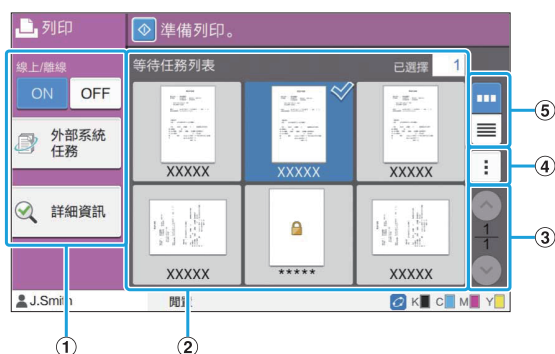 列印
準備列印。
線上/離線
ON OFF
外部系統
任務
詳細資訊
等待任務列表
已選擇 1
XXXXX
XXXXX
XXXXX
XXXXX
*****
XXXXX
1
1
J.Smith
閒置
K C M Y
⑤
④
③
①
②